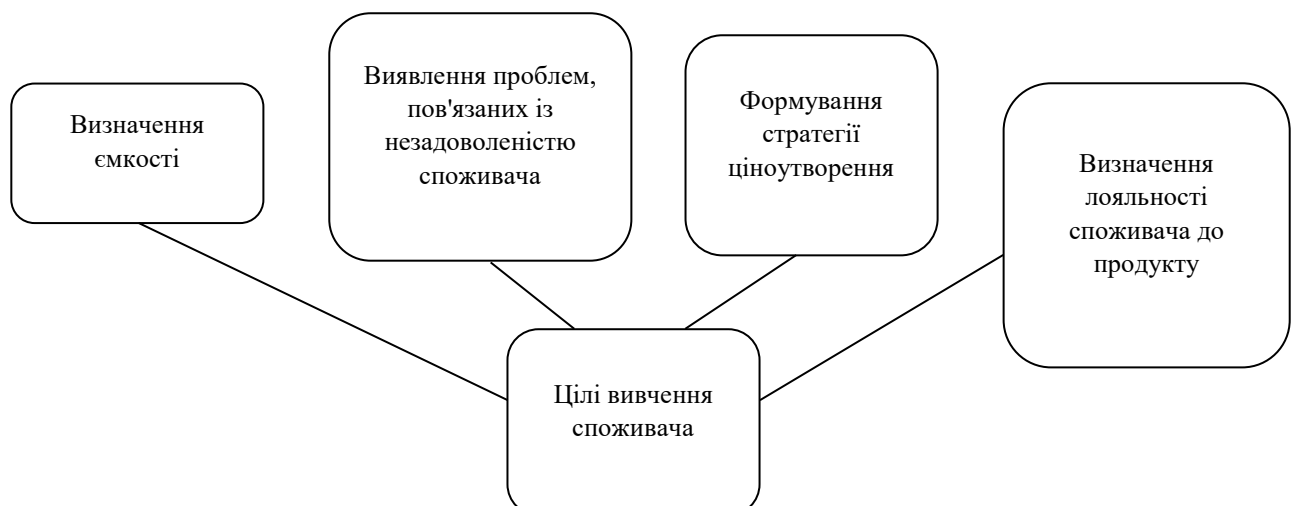 Визначення
ємкості
Виявлення проблем,
пов'язаних із
незадоволеністю
споживача
Формування
стратегії
ціноутворення
Визначення
лояльності
споживача до
продукту
Цілі вивчення
споживача